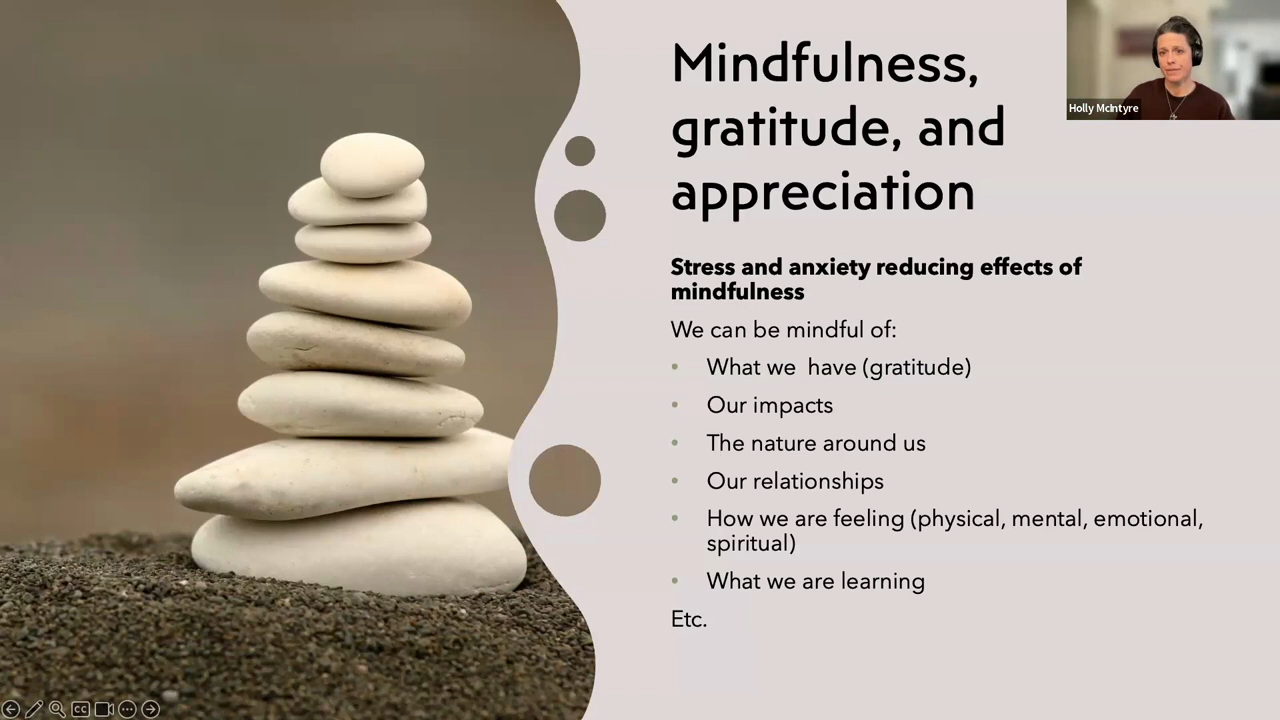 Mindfulness,
gratitude, and
appreciation
Holly McIntyre
Stress and anxiety reducing effects of
mindfulness
We can be mindful of:
• What we  have (gratitude)
• Our impacts
• The nature around us
• Our relationships
• How we are feeling (physical, mental, emotional,
spiritual)
• What we are learning
Etc.
CC